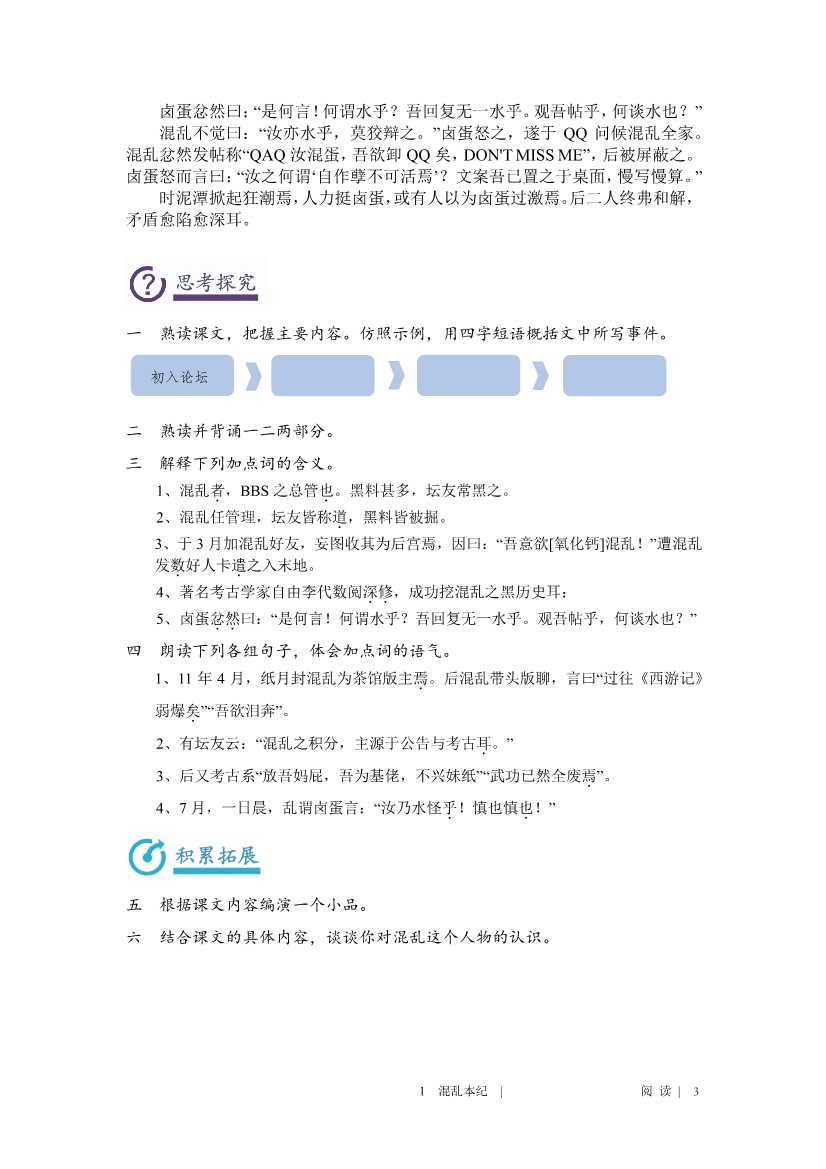 卤蛋忿然曰：“是何言！何谓水乎？吾回复无一水乎。观吾帖乎，何谈水也？”
混乱不觉曰：“汝亦水乎，莫狡辩之。”卤蛋怒之，遂于 QQ 问候混乱全家。
混乱忿然发帖称“QAQ 汝混蛋，吾欲卸 QQ 矣，DON'T MISS ME”，后被屏蔽之。
卤蛋怒而言曰：“汝之何谓‘自作孽不可活焉’？文案吾已置之于桌面，慢写慢算。”
时泥潭掀起狂潮焉，人力挺卤蛋，或有人以为卤蛋过激焉。后二人终弗和解，
矛盾愈陷愈深耳。
思考探究
一 熟读课文，把握主要内容。仿照示例，用四字短语概括文中所写事件。
初入论坛
二 熟读并背诵一二两部分。
三 解释下列加点词的含义。
1、混乱者，BBS 之总管也。黑料甚多，坛友常黑之。
2、混乱任管理，坛友皆称道，黑料皆被掘。
3、于 3 月加混乱好友，妄图收其为后宫焉，因曰：“吾意欲[氧化钙]混乱！”遭混乱
发数好人卡遣之入末地。
4、著名考古学家自由李代数阅深修，成功挖混乱之黑历史耳：
5、卤蛋忿然曰：“是何言！何谓水乎？吾回复无一水乎。观吾帖乎，何谈水也？”
四 朗读下列各组句子，体会加点词的语气。
1、11 年 4 月，纸月封混乱为茶馆版主焉。后混乱带头版聊，言曰“过往《西游记》
弱爆矣”“吾欲泪奔”。
2、有坛友云：“混乱之积分，主源于公告与考古耳。”
3、后又考古系“放吾妈屁，吾为基佬，不兴妹纸”“武功已然全废焉”。
4、7 月，一日晨，乱谓卤蛋言：“汝乃水怪乎！慎也慎也！”
积累拓展
五 根据课文内容编演一个小品。
六 结合课文的具体内容，谈谈你对混乱这个人物的认识。
1 混乱本纪 | 阅 读 | 3